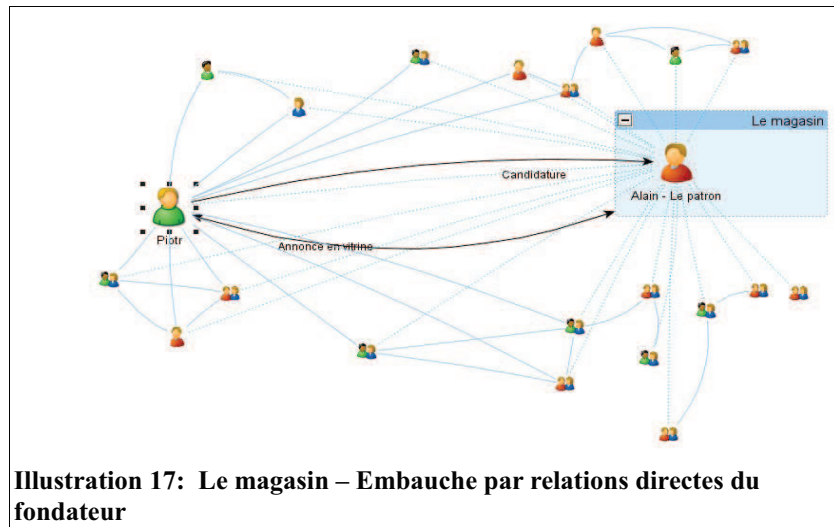 Le magasin
Candidature
Alain - Le patron
Piotr
Annonce en vitrine
Illustration 17: Le magasin – Embauche par relations directes du
fondateur